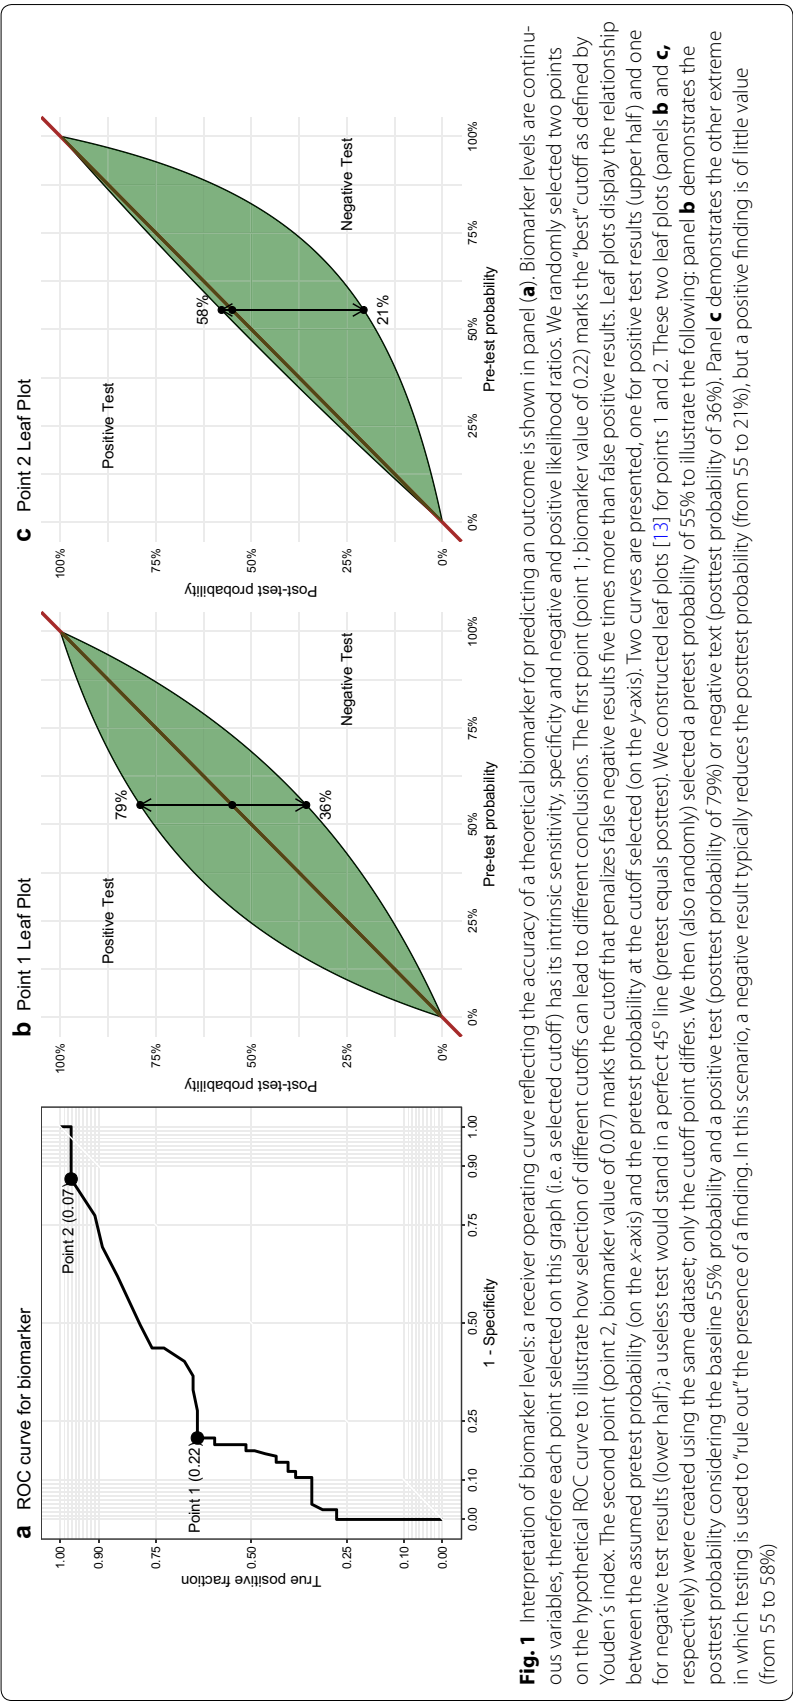 a ROC curve for biomarker
1.00
0.90
0.75
0.50
0.25
0.10
0.00
True positive fraction
Point 1 (0.22)
Point 2 (0.07)
0.00
0.10
0.25
0.50
0.75
0.90
1.00
1 - Specificity
b Point 1 Leaf Plot
100%
75%
50%
25%
0%
Post-test probability
Positive Test
79%
36%
Negative Test
0%
25%
50%
75%
100%
Pre-test probability
c Point 2 Leaf Plot
100%
75%
50%
25%
0%
Post-test probability
Positive Test
58%
21%
Negative Test
0%
25%
50%
75%
100%
Pre-test probability
Fig. 1 Interpretation of biomarker levels: a receiver operating curve reflecting the accuracy of a theoretical biomarker for predicting an outcome is shown in panel (a). Biomarker levels are continu-
ous variables, therefore each point selected on this graph (i.e. a selected cutoff) has its intrinsic sensitivity, specificity and negative and positive likelihood ratios. We randomly selected two points
on the hypothetical ROC curve to illustrate how selection of different cutoffs can lead to different conclusions. The first point (point 1; biomarker value of 0.22) marks the "best" cutoff as defined by
Youden´s index. The second point (point 2, biomarker value of 0.07) marks the cutoff that penalizes false negative results five times more than false positive results. Leaf plots display the relationship
between the assumed pretest probability (on the x-axis) and the pretest probability at the cutoff selected (on the y-axis). Two curves are presented, one for positive test results (upper half) and one
for negative test results (lower half); a useless test would stand in a perfect 45° line (pretest equals posttest). We constructed leaf plots [13] for points 1 and 2. These two leaf plots (panels b and c,
respectively) were created using the same dataset; only the cutoff point differs. We then (also randomly) selected a pretest probability of 55% to illustrate the following: panel b demonstrates the
posttest probability considering the baseline 55% probability and a positive test (posttest probability of 79%) or negative text (posttest probability of 36%). Panel c demonstrates the other extreme
in which testing is used to "rule out" the presence of a finding. In this scenario, a negative result typically reduces the posttest probability (from 55 to 21%), but a positive finding is of little value
(from 55 to 58%)